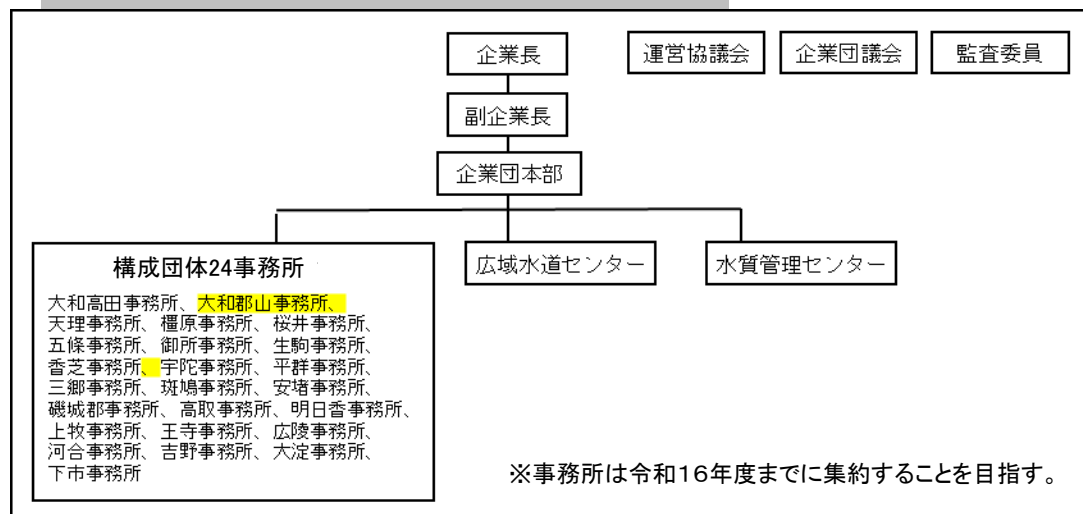 企業長
運営協議会
企業団議会
監査委員
副企業長
企業団本部
構成団体24事務所
大和高田事務所、大和郡山事務所、
天理事務所、橿原事務所、桜井事務所、
五條事務所、御所事務所、生駒事務所、
香芝事務所、宇陀事務所、平群事務所、
三郷事務所、斑鳩事務所、安堵事務所、
磯城郡事務所、高取事務所、明日香事務所、
上牧事務所、王寺事務所、広陵事務所、
河合事務所、吉野事務所、大淀事務所、
下市事務所
広域水道センター
水質管理センター
※事務所は令和１６年度までに集約することを目指す。